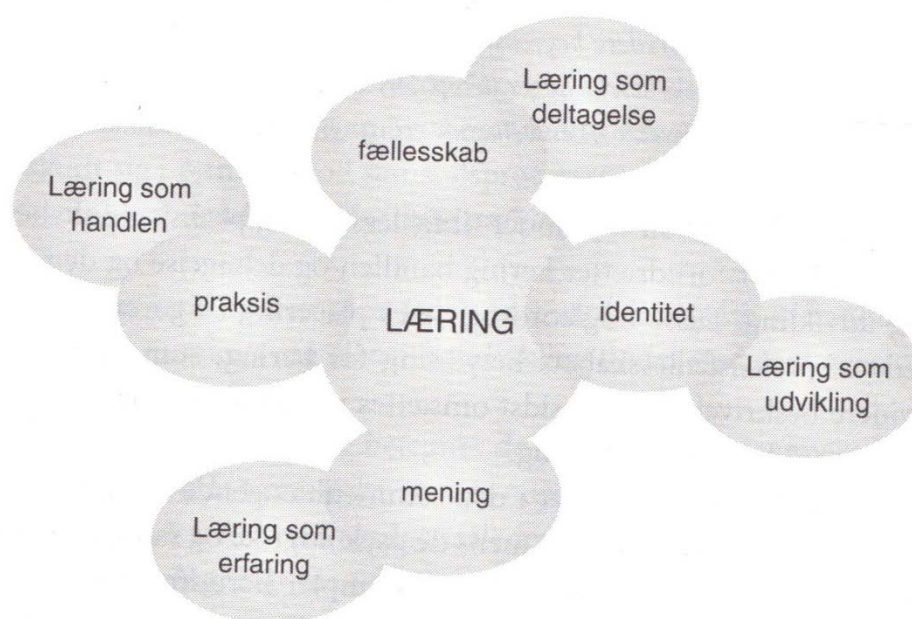 Læring som
deltagelse
fællesskab
Læring som
handlen
praksis
LÆRING
identitet
Læring som
udvikling
mening
Læring som
erfaring